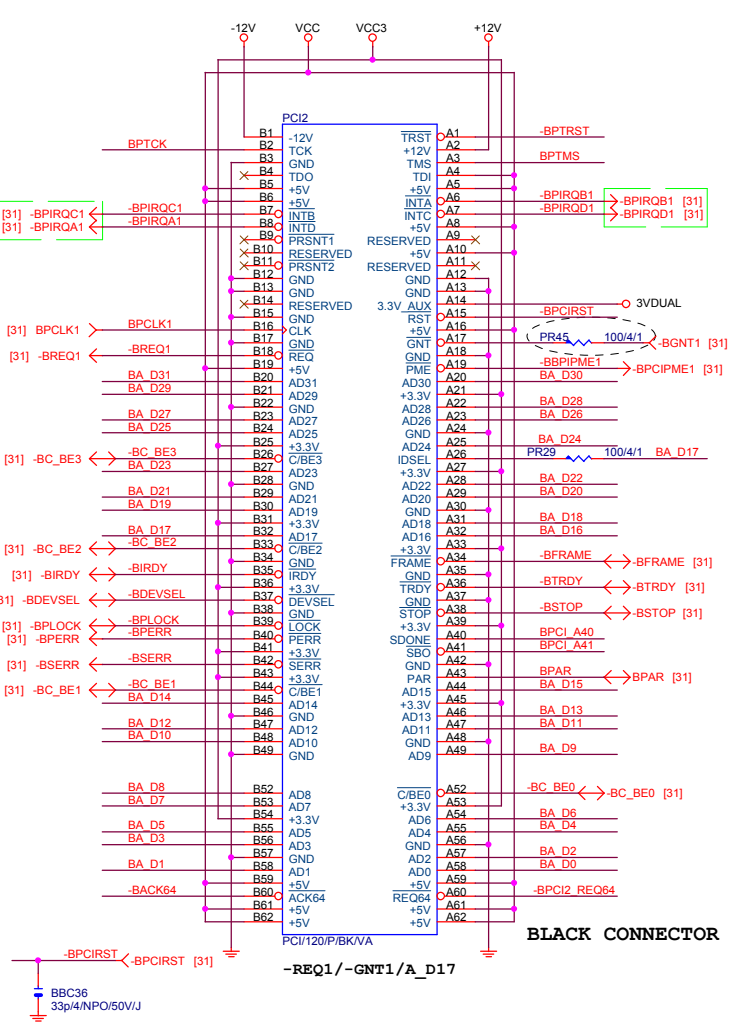 -12V VCC VCC3 +12V
PCI2
B1 -12V TRST A1 -BPTRST
BPTCK B2 TCK +12V A2
B3 GND TMS A3 BPTMS
B4 TDO TDI A4
B5 +5V +5V A5
B6 +5V INTA A6 -BPIRQB1 -BPIRQB1 [31]
[31] -BPIRQC1 -BPIRQC1 B7 INTB INTC A7 -BPIRQD1 -BPIRQD1 [31]
[31] -BPIRQA1 -BPIRQA1 B8 INTD +5V A8
B9 PRSNT1 RESERVED A9
B10 RESERVED +5V A10
B11 PRSNT2 RESERVED A11
B12 GND GND A12
B13 GND GND A13
B14 RESERVED 3.3V_AUX A14 3VDUAL
B15 GND RST A15 -BPCIRST
[31] BPCLK1 BPCLK1 B16 CLK +5V A16
B17 GND GNT A17 PR45 100/4/1 -BGNT1 [31]
[31] -BREQ1 -BREQ1 B18 REQ GND A18
B19 +5V PME A19 -BBPIPME1 -BPCIPME1 [31]
BA_D31 B20 AD31 AD30 A20 BA_D30
BA_D29 B21 AD29 +3.3V A21
B22 GND AD28 A22 BA_D28
BA_D27 B23 AD27 AD26 A23 BA_D26
BA_D25 B24 AD25 GND A24
B25 +3.3V AD24 A25 BA_D24
[31] -BC_BE3 -BC_BE3 B26 C/BE3 IDSEL A26 PR29 100/4/1 BA_D17
BA_D23 B27 AD23 +3.3V A27
B28 GND AD22 A28 BA_D22
BA_D21 B29 AD21 AD20 A29 BA_D20
BA_D19 B30 AD19 GND A30
B31 +3.3V AD18 A31 BA_D18
BA_D17 B32 AD17 AD16 A32 BA_D16
[31] -BC_BE2 -BC_BE2 B33 C/BE2 +3.3V A33
B34 GND FRAME A34 -BFRAME -BFRAME [31]
[31] -BIRDY -BIRDY B35 IRDY GND A35
B36 +3.3V TRDY A36 -BTRDY -BTRDY [31]
31] -BDEVSEL -BDEVSEL B37 DEVSEL GND A37
B38 GND STOP A38 -BSTOP -BSTOP [31]
[31] -BPLOCK -BPLOCK B39 LOCK +3.3V A39
[31] -BPERR -BPERR B40 PERR SDONE A40 BPCI_A40
B41 +3.3V SBO A41 BPCI_A41
[31] -BSERR -BSERR B42 SERR GND A42
B43 +3.3V PAR A43 BPAR BPAR [31]
[31] -BC_BE1 -BC_BE1 B44 C/BE1 AD15 A44 BA_D15
BA_D14 B45 AD14 +3.3V A45
B46 GND AD13 A46 BA_D13
BA_D12 B47 AD12 AD11 A47 BA_D11
BA_D10 B48 AD10 GND A48
B49 GND AD9 A49 BA_D9
BA_D8 B52 AD8 C/BE0 A52 -BC_BE0 -BC_BE0 [31]
BA_D7 B53 AD7 +3.3V A53
B54 +3.3V AD6 A54 BA_D6
BA_D5 B55 AD5 AD4 A55 BA_D4
BA_D3 B56 AD3 GND A56
B57 GND AD2 A57 BA_D2
BA_D1 B58 AD1 AD0 A58 BA_D0
B59 +5V +5V A59
-BACK64 B60 ACK64 REQ64 A60 -BPCI2_REQ64
B61 +5V +5V A61
B62 +5V +5V A62
PCI/120/P/BK/VA
BLACK CONNECTOR
-REQ1/-GNT1/A_D17
-BPCIRST -BPCIRST [31]
BBC36
33p/4/NPO/50V/J